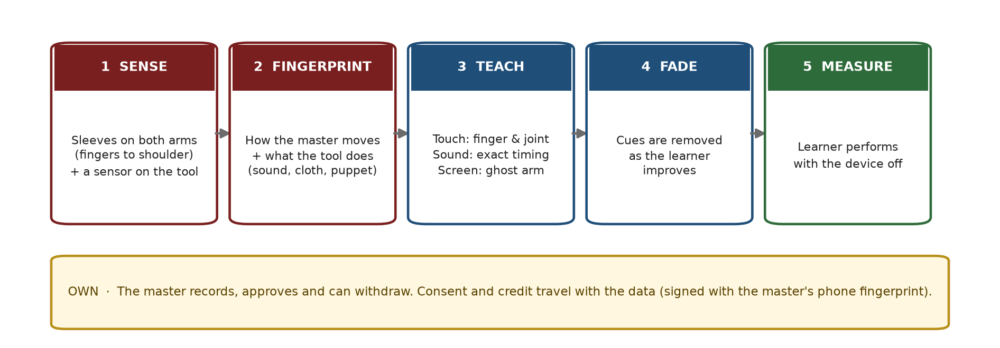 1 SENSE
Sleeves on both arms
(fingers to shoulder)
+ a sensor on the tool
2 FINGERPRINT
How the master moves
+ what the tool does
(sound, cloth, puppet)
3 TEACH
Touch: finger & joint
Sound: exact timing
Screen: ghost arm
4 FADE
Cues are removed
as the learner
improves
5 MEASURE
Learner performs
with the device off
OWN · The master records, approves and can withdraw. Consent and credit travel with the data (signed with the master's phone fingerprint).